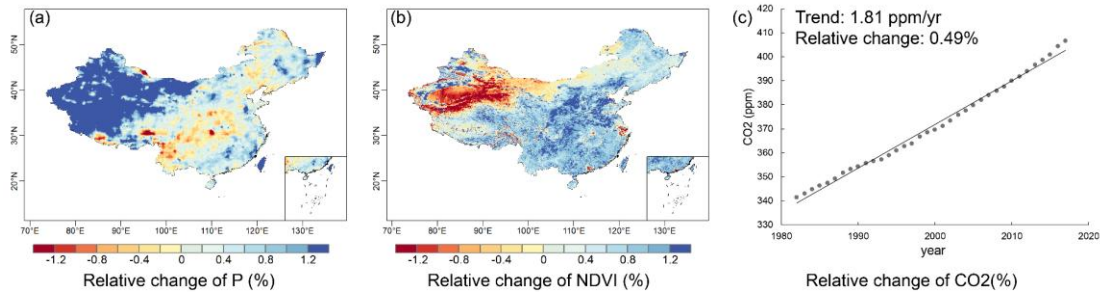 (a)
50°N
40°N
30°N
20°N
70°E 80°E 90°E 100°E 110°E 120°E 130°E
-1.2 -0.8 -0.4 0 0.4 0.8 1.2
Relative change of P (%)
(b)
50°N
40°N
30°N
20°N
70°E 80°E 90°E 100°E 110°E 120°E 130°E
-1.2 -0.8 -0.4 0 0.4 0.8 1.2
Relative change of NDVI (%)
(c)
Trend: 1.81 ppm/yr
Relative change: 0.49%
420
410
400
390
380
370
360
350
340
330
CO2 (ppm)
1980 1990 2000 2010 2020
year
Relative change of CO2(%)